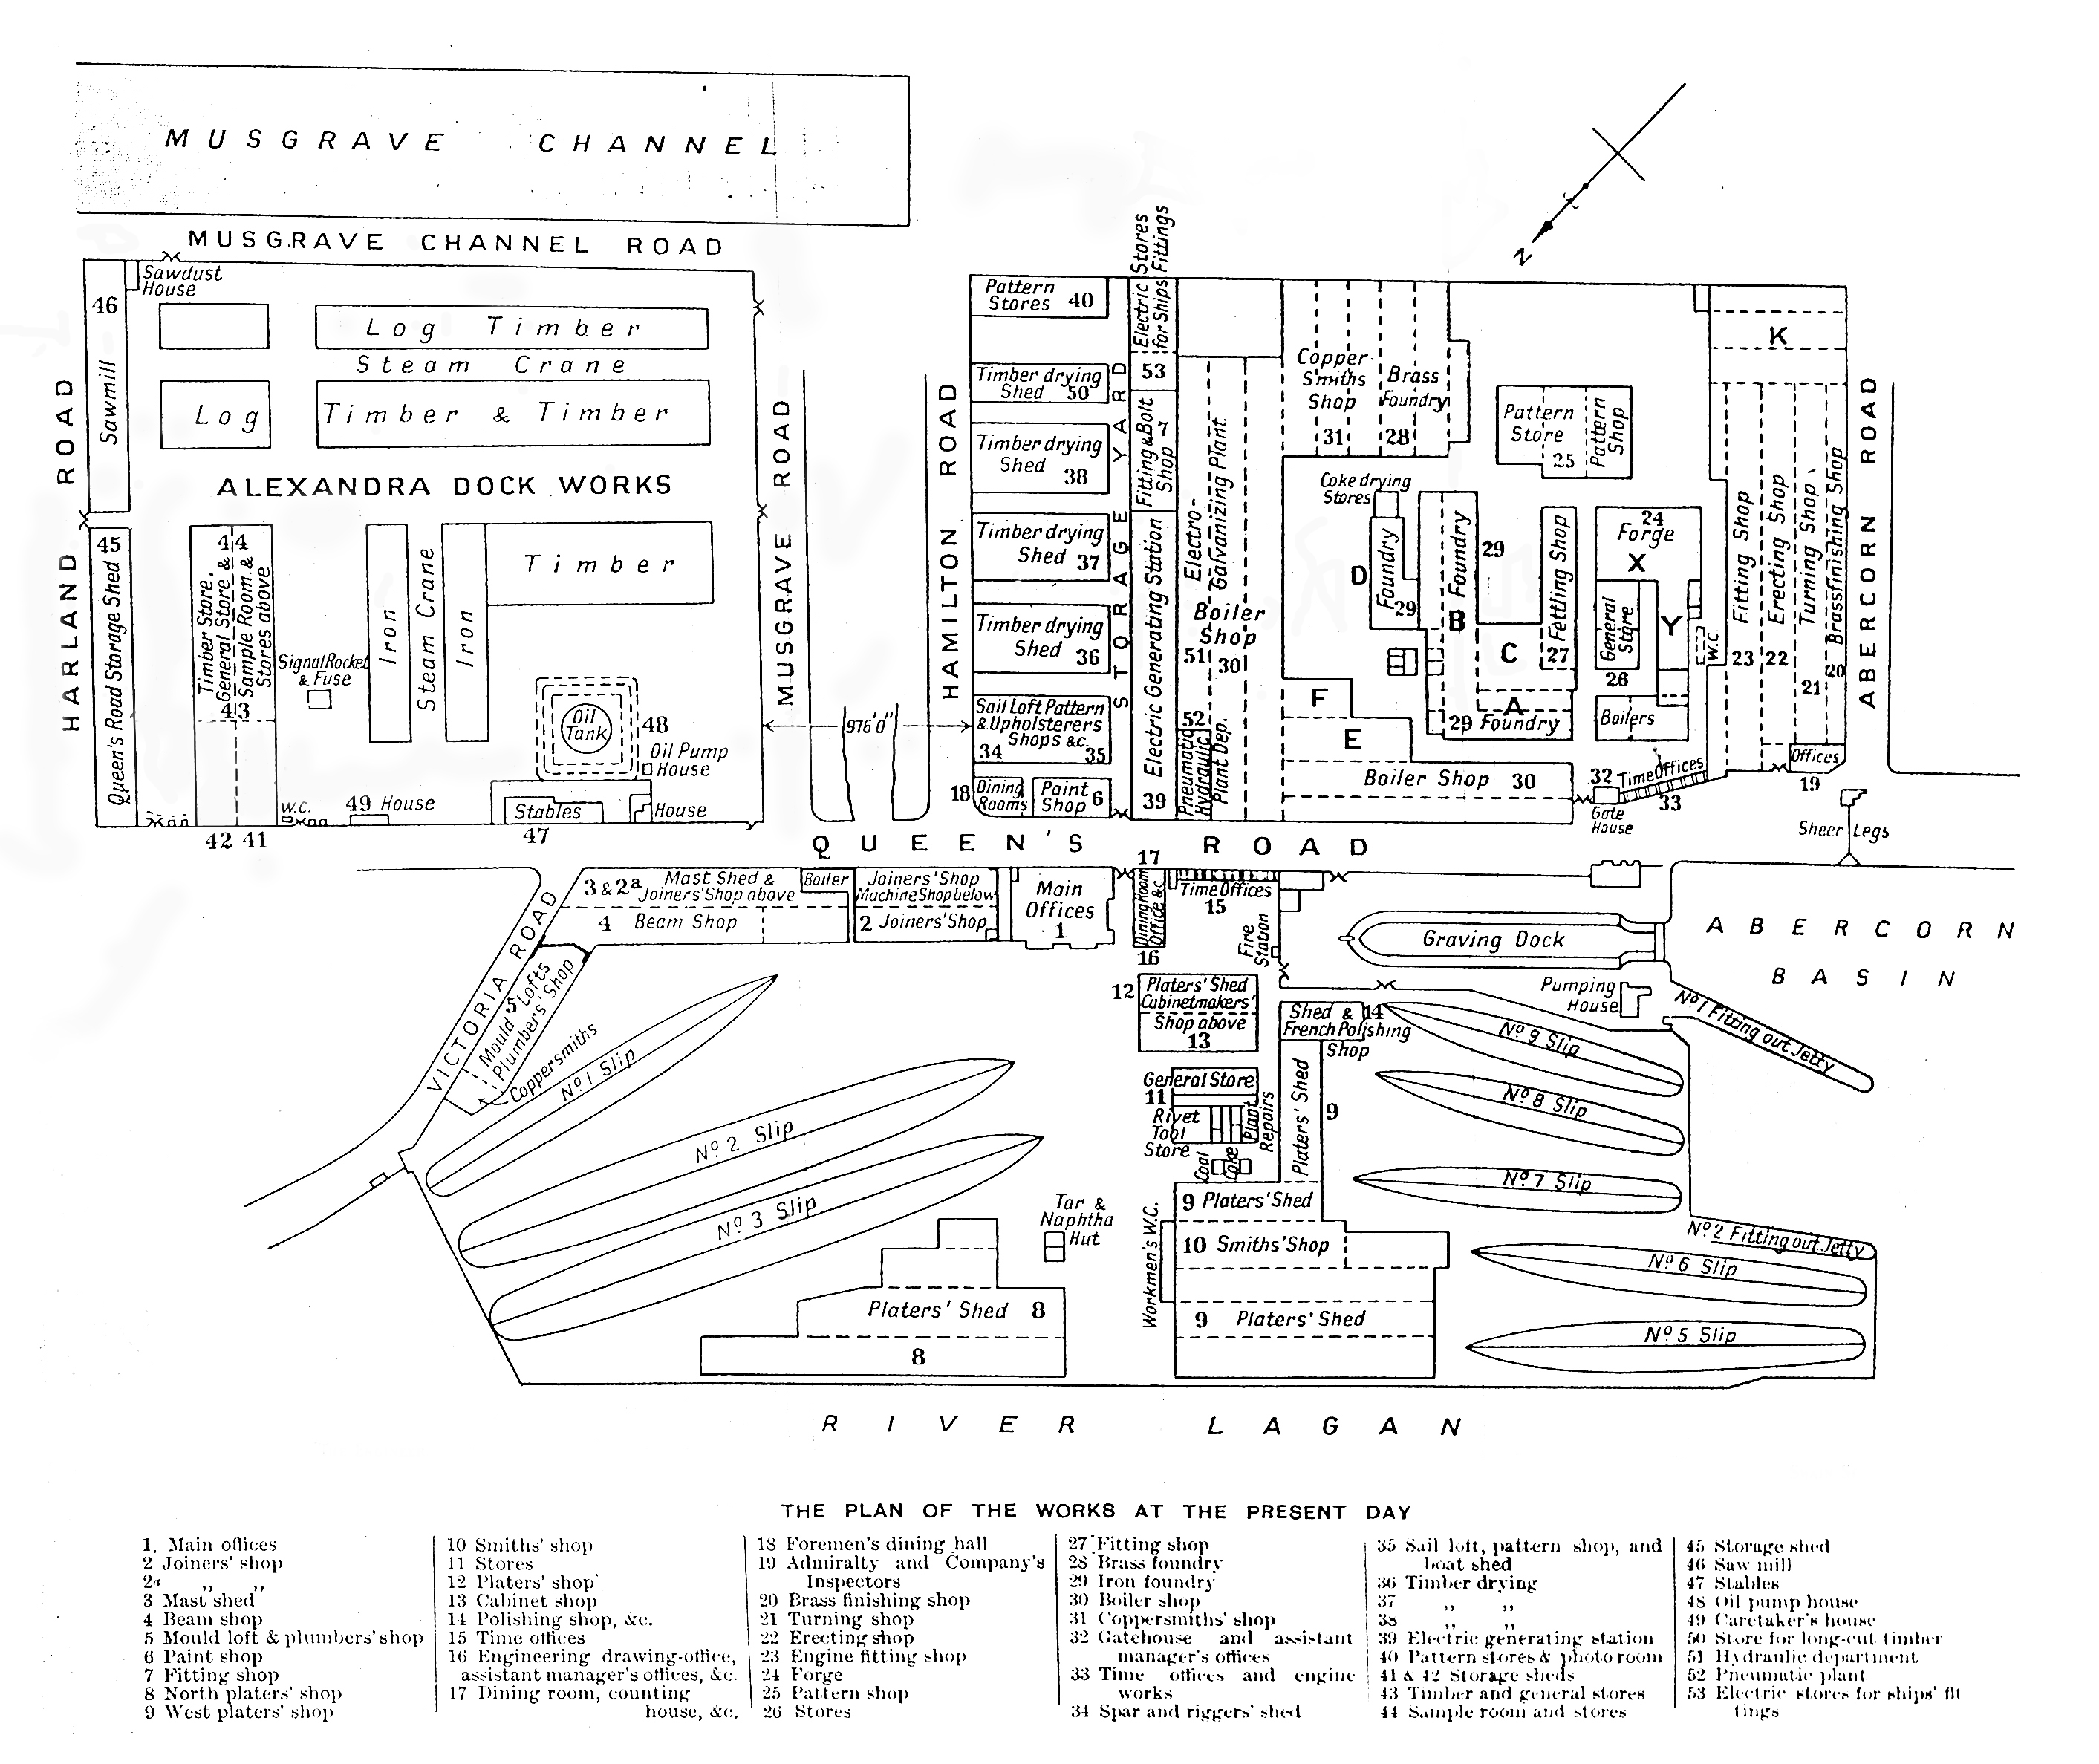 MUSGRAVE CHANNEL
MUSGRAVE CHANNEL ROAD
N
HARLAND ROAD
46
Sawmill
Sawdust
House
Log Timber
Steam Crane
Log
Timber & Timber
ALEXANDRA DOCK WORKS
45
Queen's Road Storage Shed
44
Timber Store,
General Store &
Sample Room &
Stores above
43
Signal Rocket
& Fuse
Iron
Steam Crane
Iron
Timber
Oil
Tank
48
Oil Pump
House
W.C.
49 House
Stables
House
42 41
47
MUSGRAVE ROAD
976'0"
HAMILTON ROAD
Pattern
Stores 40
Timber drying
Shed 50
Timber drying
Shed 38
Timber drying
Shed 37
Timber drying
Shed 36
Sail Loft Pattern
& Upholsterers
Shops &c.
34 35
18 Dining
Rooms
Paint
Shop 6
STORAGE YARD
Electric Stores
for Ships Fittings
53
Fitting & Bolt
Shop 7
Electric Generating Station
39
Electro-
Galvanizing Plant
Boiler
Shop
51 30
52
Pneumatic
Hydraulic
Plant Dep.
Copper-
Smiths
Shop
31
Brass
Foundry
28
Coke drying
Stores
D
Foundry
29
Foundry
29
B
C
Fettling Shop
27
A
29 Foundry
F
E
Boiler Shop 30
Pattern
Store
Pattern
Shop
25
24
Forge
X
General
Store
26
Y
W.C.
Boilers
32 Time Offices
33
Gate
House
K
Fitting Shop
23
Erecting Shop
22
Turning Shop
21
Brassfinishing Shop
20
Offices
19
ABERCORN ROAD
Sheer Legs
QUEEN'S ROAD
3 & 2a Mast Shed &
Joiners' Shop above
Boiler
4 Beam Shop
Joiners' Shop
Machine Shop below
2 Joiners' Shop
Main
Offices
1
17
Dining Room
Office &c.
16
Time Offices
15
Fire
Station
Graving Dock
ABERCORN
BASIN
Pumping
House
No 1 Fitting out Jetty
VICTORIA ROAD
5
Mould Lofts
Plumber's Shop
Coppersmiths
No 1 Slip
No 2 Slip
No 3 Slip
12 Platers' Shed
Cabinetmakers'
Shop above
13
Shed & 14
French Polishing
Shop
General Store
11
Rivet
Tool
Store
Plant
Repairs
Coal
Coke
Platers' Shed
9
No 9 Slip
No 8 Slip
No 7 Slip
No 2 Fitting out Jetty
No 6 Slip
No 5 Slip
Tar &
Naphtha
Hut
Workmen's W.C.
9 Platers' Shed
10 Smiths' Shop
9 Platers' Shed
Platers' Shed 8
8
RIVER LAGAN
THE PLAN OF THE WORKS AT THE PRESENT DAY
1. Main offices
2 Joiners' shop
2a " "
3 Mast shed
4 Beam shop
5 Mould loft & plumbers' shop
6 Paint shop
7 Fitting shop
8 North platers' shop
9 West platers' shop
10 Smiths' shop
11 Stores
12 Platers' shop
13 Cabinet shop
14 Polishing shop, &c.
15 Time offices
16 Engineering drawing-office,
assistant manager's offices, &c.
17 Dining room, counting
house, &c.
18 Foremen's dining hall
19 Admiralty and Company's
Inspectors
20 Brass finishing shop
21 Turning shop
22 Erecting shop
23 Engine fitting shop
24 Forge
25 Pattern shop
26 Stores
27 Fitting shop
28 Brass foundry
29 Iron foundry
30 Boiler shop
31 Coppersmiths' shop
32 Gatehouse and assistant
manager's offices
33 Time offices and engine
works
34 Spar and riggers' shed
35 Sail loft, pattern shop, and
boat shed
36 Timber drying
37 " "
38 " "
39 Electric generating station
40 Pattern stores & photo room
41 & 42 Storage sheds
43 Timber and general stores
44 Sample room and stores
45 Storage shed
46 Saw mill
47 Stables
48 Oil pump house
49 Caretaker's house
50 Store for long-cut timber
51 Hydraulic department
52 Pneumatic plant
53 Electric stores for ships' fit
tings